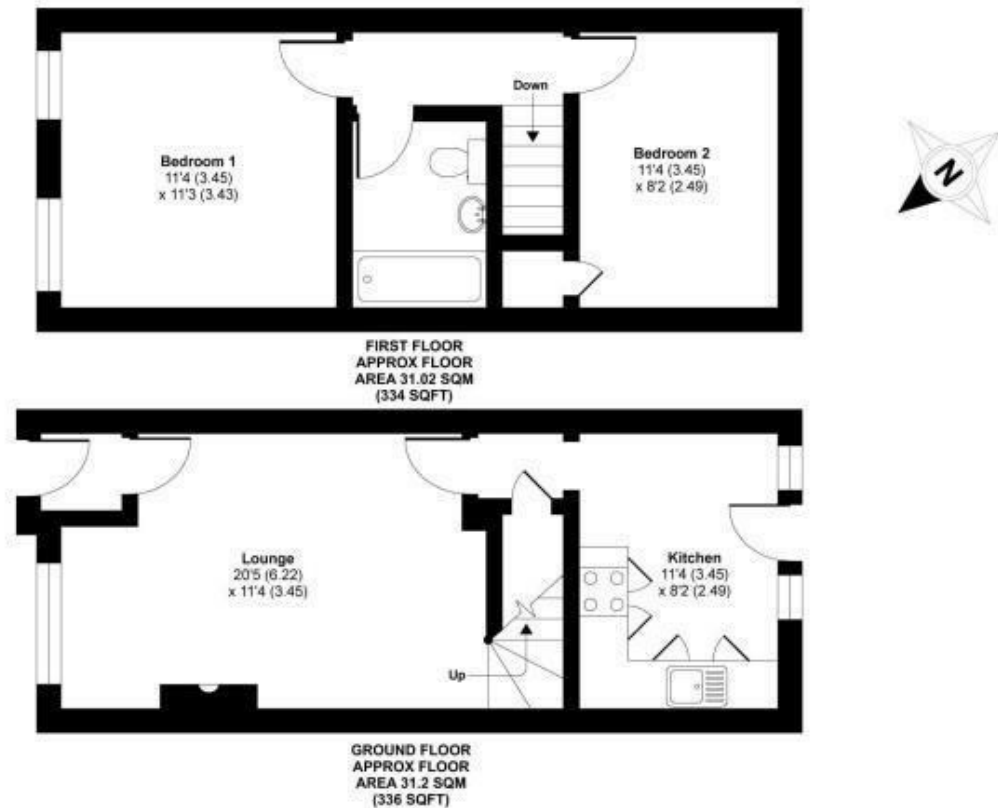 Down
Bedroom 1
11'4 (3.45)
x 11'3 (3.43)
Bedroom 2
11'4 (3.45)
x 8'2 (2.49)
N
FIRST FLOOR
APPROX FLOOR
AREA 31.02 SQM
(334 SQFT)
Lounge
20'5 (6.22)
x 11'4 (3.45)
Kitchen
11'4 (3.45)
x 8'2 (2.49)
Up
GROUND FLOOR
APPROX FLOOR
AREA 31.2 SQM
(336 SQFT)